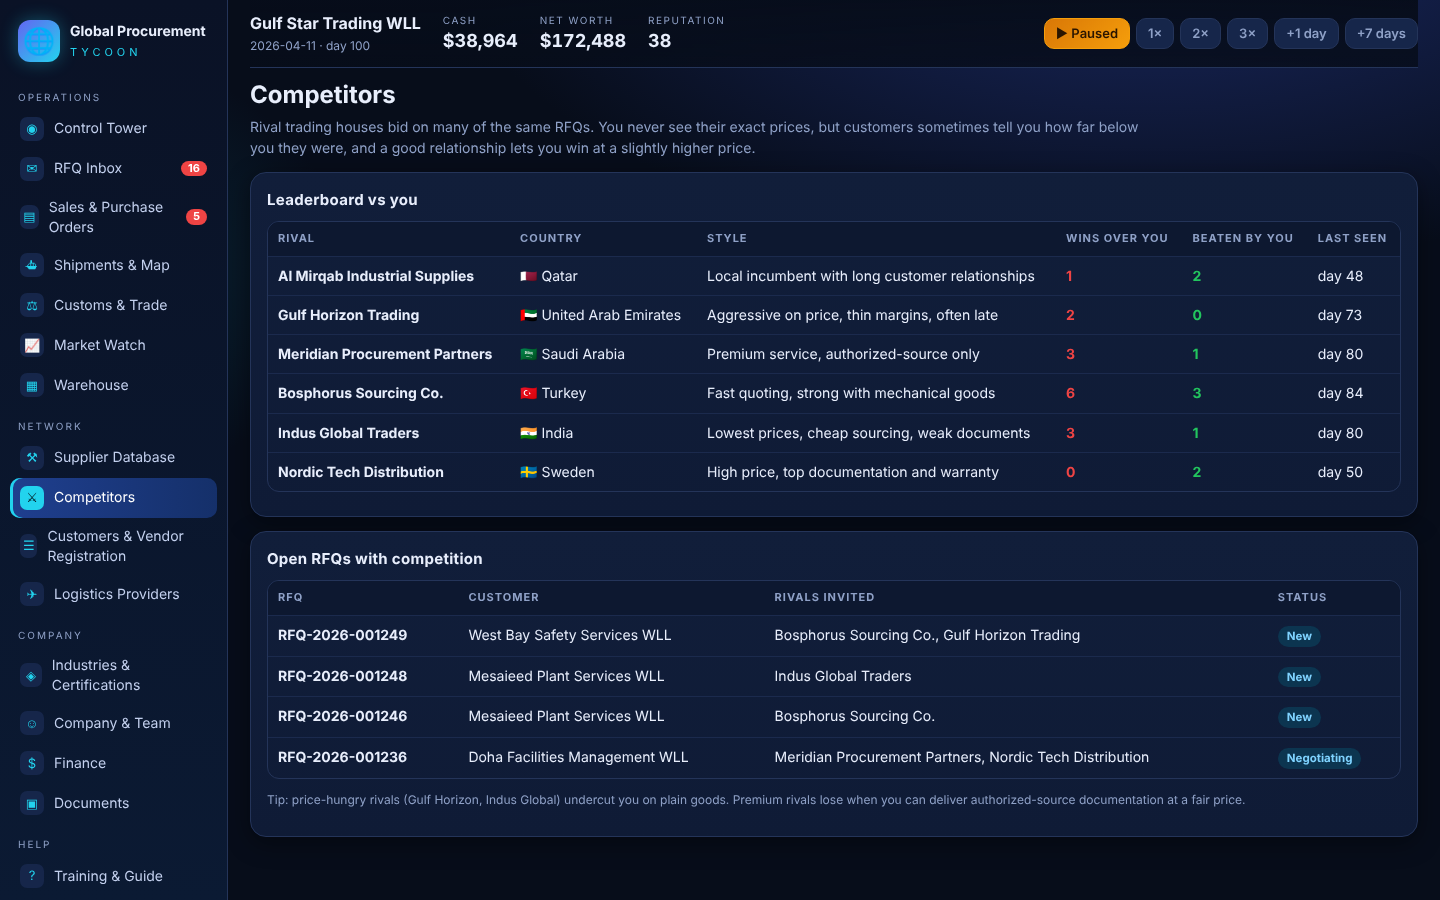 Global Procurement
TYCOON
OPERATIONS
Control Tower
RFQ Inbox 16
Sales & Purchase
Orders 5
Shipments & Map
Customs & Trade
Market Watch
Warehouse
NETWORK
Supplier Database
Competitors
Customers & Vendor
Registration
Logistics Providers
COMPANY
Industries &
Certifications
Company & Team
$ Finance
Documents
HELP
? Training & Guide
Gulf Star Trading WLL
2026-04-11 · day 100
CASH
$38,964
NET WORTH
$172,488
REPUTATION
38
▶ Paused 1× 2× 3× +1 day +7 days
Competitors
Rival trading houses bid on many of the same RFQs. You never see their exact prices, but customers sometimes tell you how far below
you they were, and a good relationship lets you win at a slightly higher price.
Leaderboard vs you
RIVAL COUNTRY STYLE WINS OVER YOU BEATEN BY YOU LAST SEEN
Al Mirqab Industrial Supplies Qatar Local incumbent with long customer relationships 1 2 day 48
Gulf Horizon Trading United Arab Emirates Aggressive on price, thin margins, often late 2 0 day 73
Meridian Procurement Partners Saudi Arabia Premium service, authorized-source only 3 1 day 80
Bosphorus Sourcing Co. Turkey Fast quoting, strong with mechanical goods 6 3 day 84
Indus Global Traders India Lowest prices, cheap sourcing, weak documents 3 1 day 80
Nordic Tech Distribution Sweden High price, top documentation and warranty 0 2 day 50
Open RFQs with competition
RFQ CUSTOMER RIVALS INVITED STATUS
RFQ-2026-001249 West Bay Safety Services WLL Bosphorus Sourcing Co., Gulf Horizon Trading New
RFQ-2026-001248 Mesaieed Plant Services WLL Indus Global Traders New
RFQ-2026-001246 Mesaieed Plant Services WLL Bosphorus Sourcing Co. New
RFQ-2026-001236 Doha Facilities Management WLL Meridian Procurement Partners, Nordic Tech Distribution Negotiating
Tip: price-hungry rivals (Gulf Horizon, Indus Global) undercut you on plain goods. Premium rivals lose when you can deliver authorized-source documentation at a fair price.